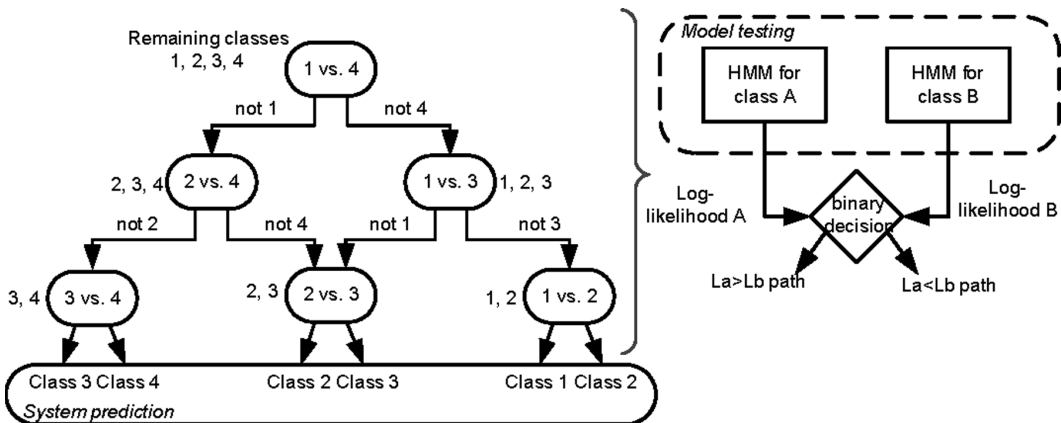 Remaining classes
1, 2, 3, 4
1 vs. 4
not 1
not 4
2, 3, 4
2 vs. 4
1 vs. 3
1, 2, 3
not 2
not 4
not 1
not 3
3, 4
3 vs. 4
2, 3
2 vs. 3
1, 2
1 vs. 2
Class 3 Class 4
Class 2 Class 3
Class 1 Class 2
System prediction
Model testing
HMM for
class A
HMM for
class B
Log-
likelihood A
binary
decision
Log-
likelihood B
La>Lb path
La<Lb path